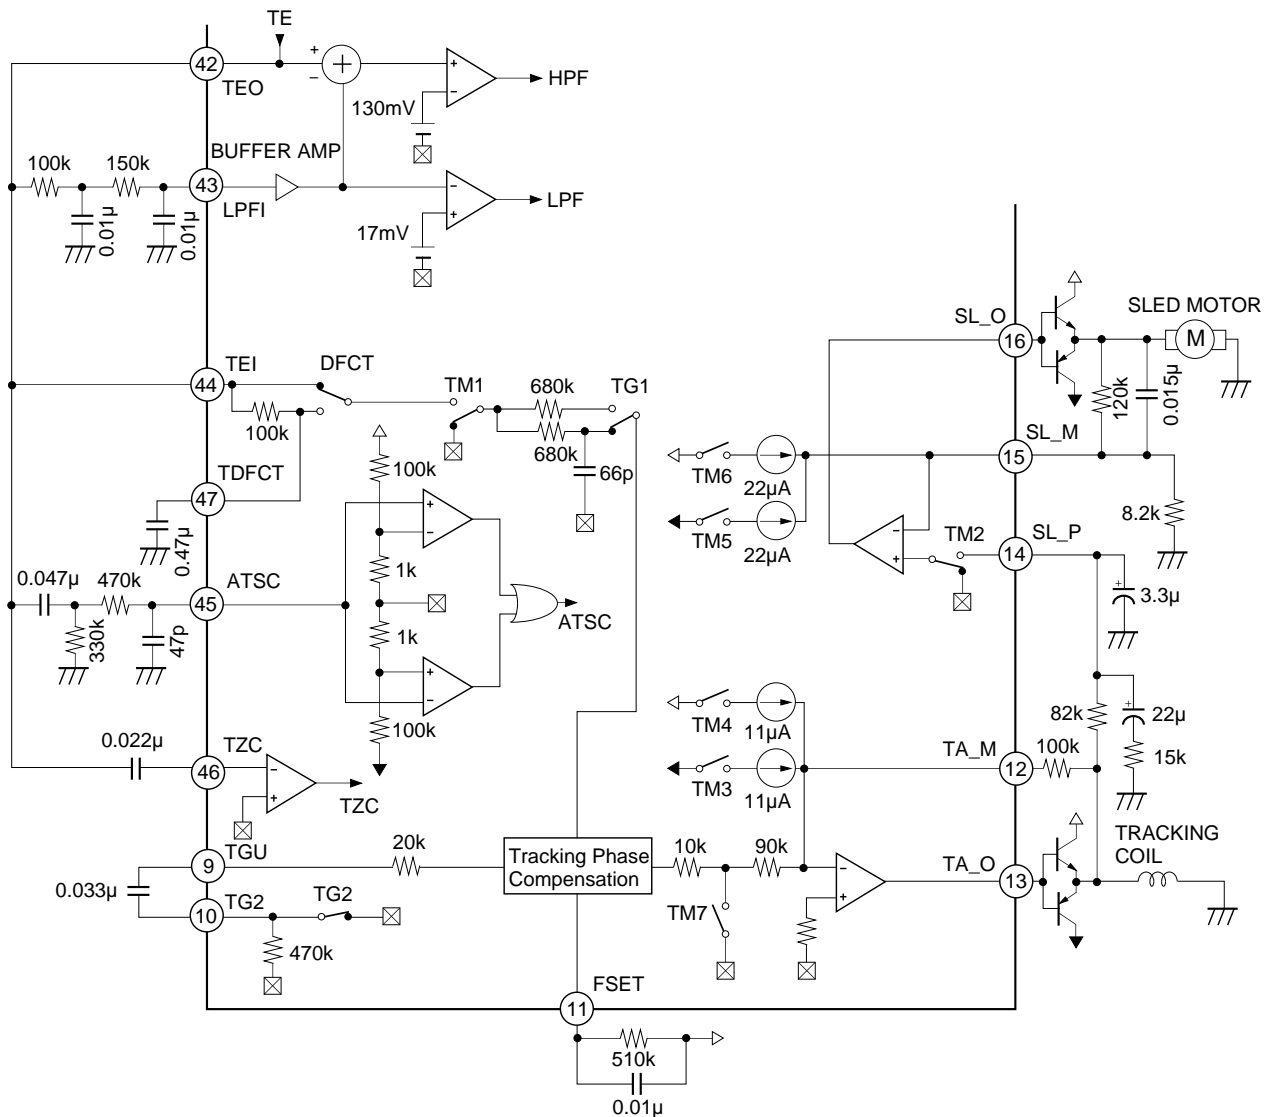 TE
42
TEO
+
−
+
+
−
HPF
130mV
BUFFER AMP
100k
150k
43
LPFI
−
+
LPF
0.01µ
0.01µ
17mV
SL_O
16
SLED MOTOR
M
120k
0.015µ
TEI
44
DFCT
100k
TM1
680k
680k
TG1
66p
TDFCT
47
0.47µ
100k
+
−
SL_M
15
TM6
22µA
TM5
22µA
8.2k
−
+
TM2
SL_P
14
3.3µ
0.047µ
470k
ATSC
45
330k
47p
1k
1k
ATSC
+
−
100k
TM4
11µA
82k
22µ
15k
0.022µ
TZC
46
−
+
TZC
TM3
11µA
TA_M
12
100k
TGU
9
20k
Tracking Phase
Compensation
10k
90k
−
+
TA_O
13
TRACKING
COIL
0.033µ
TG2
10
TG2
470k
TM7
FSET
11
510k
0.01µ